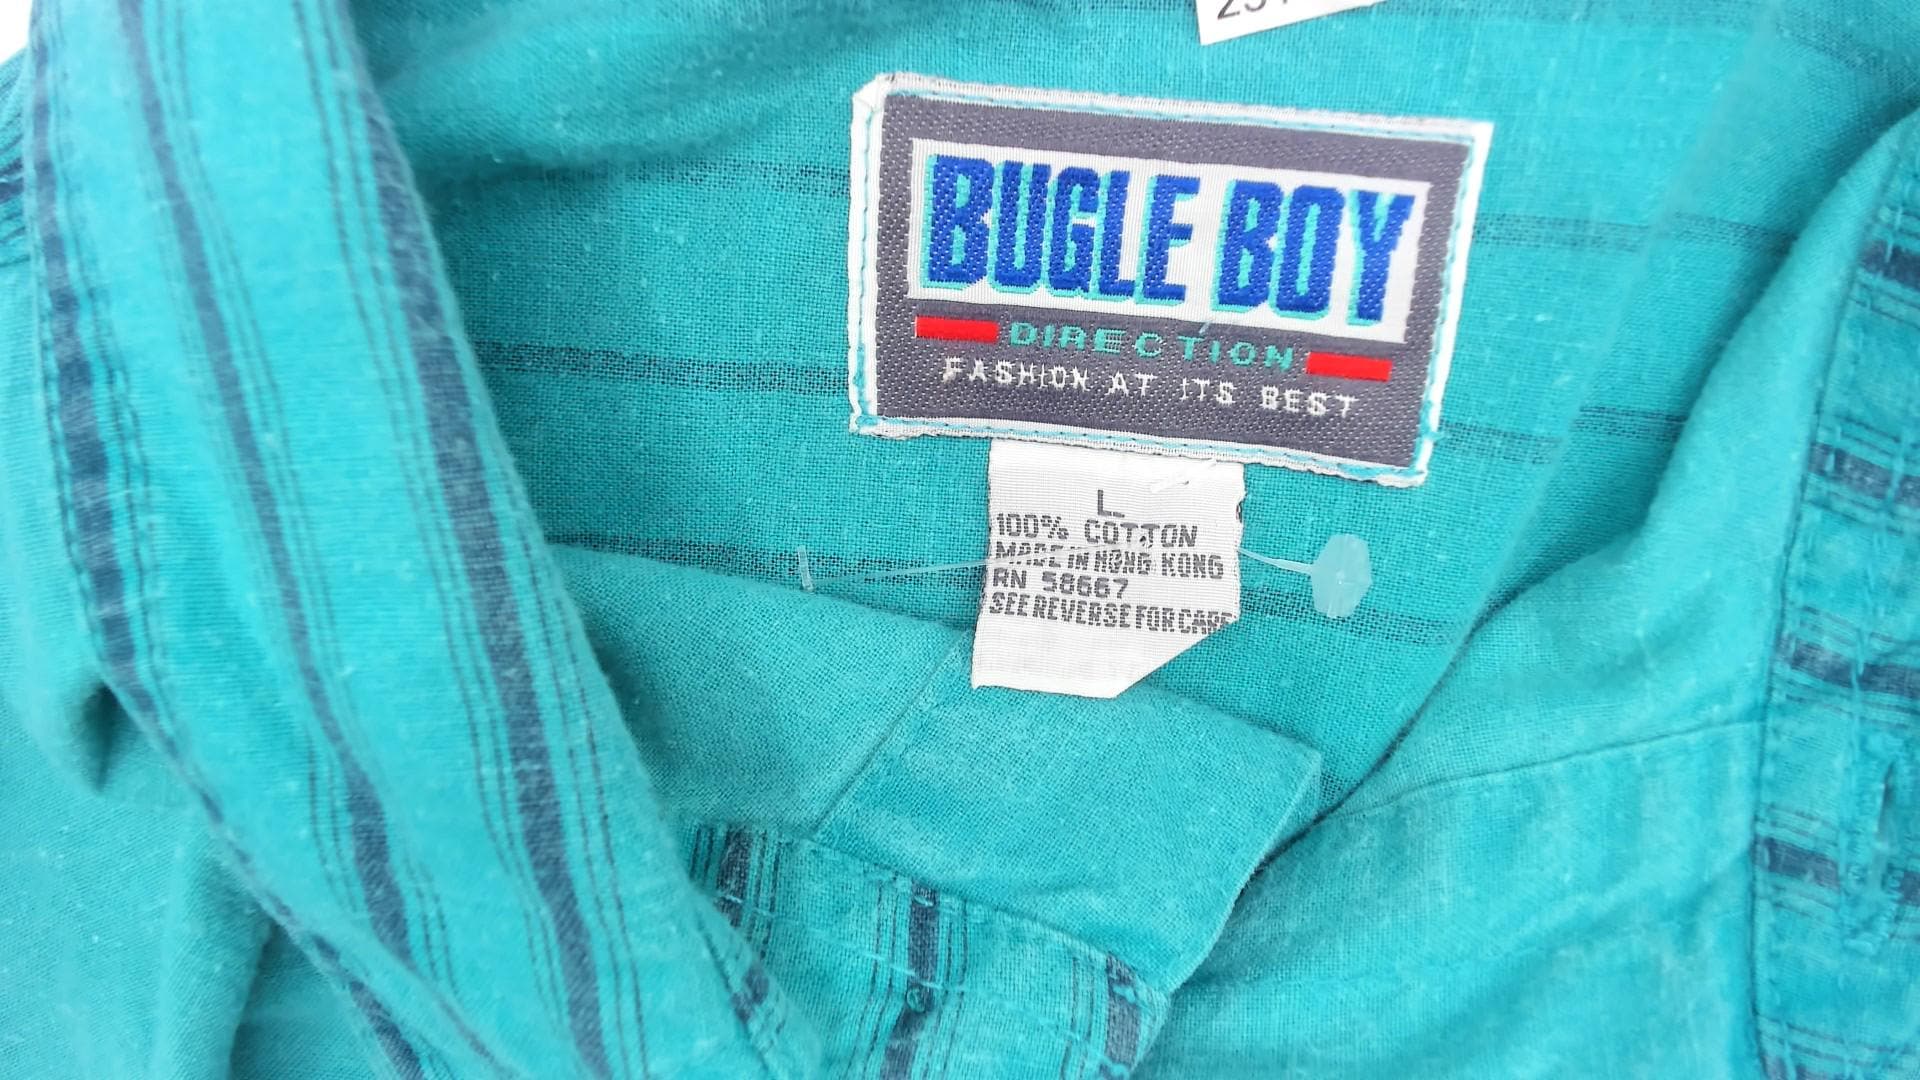 BUGLE BOY
DIRECTION
FASHION AT ITS BEST
L
100% COTTON
MADE IN HONG KONG
RN 58667
SEE REVERSE FOR CARE